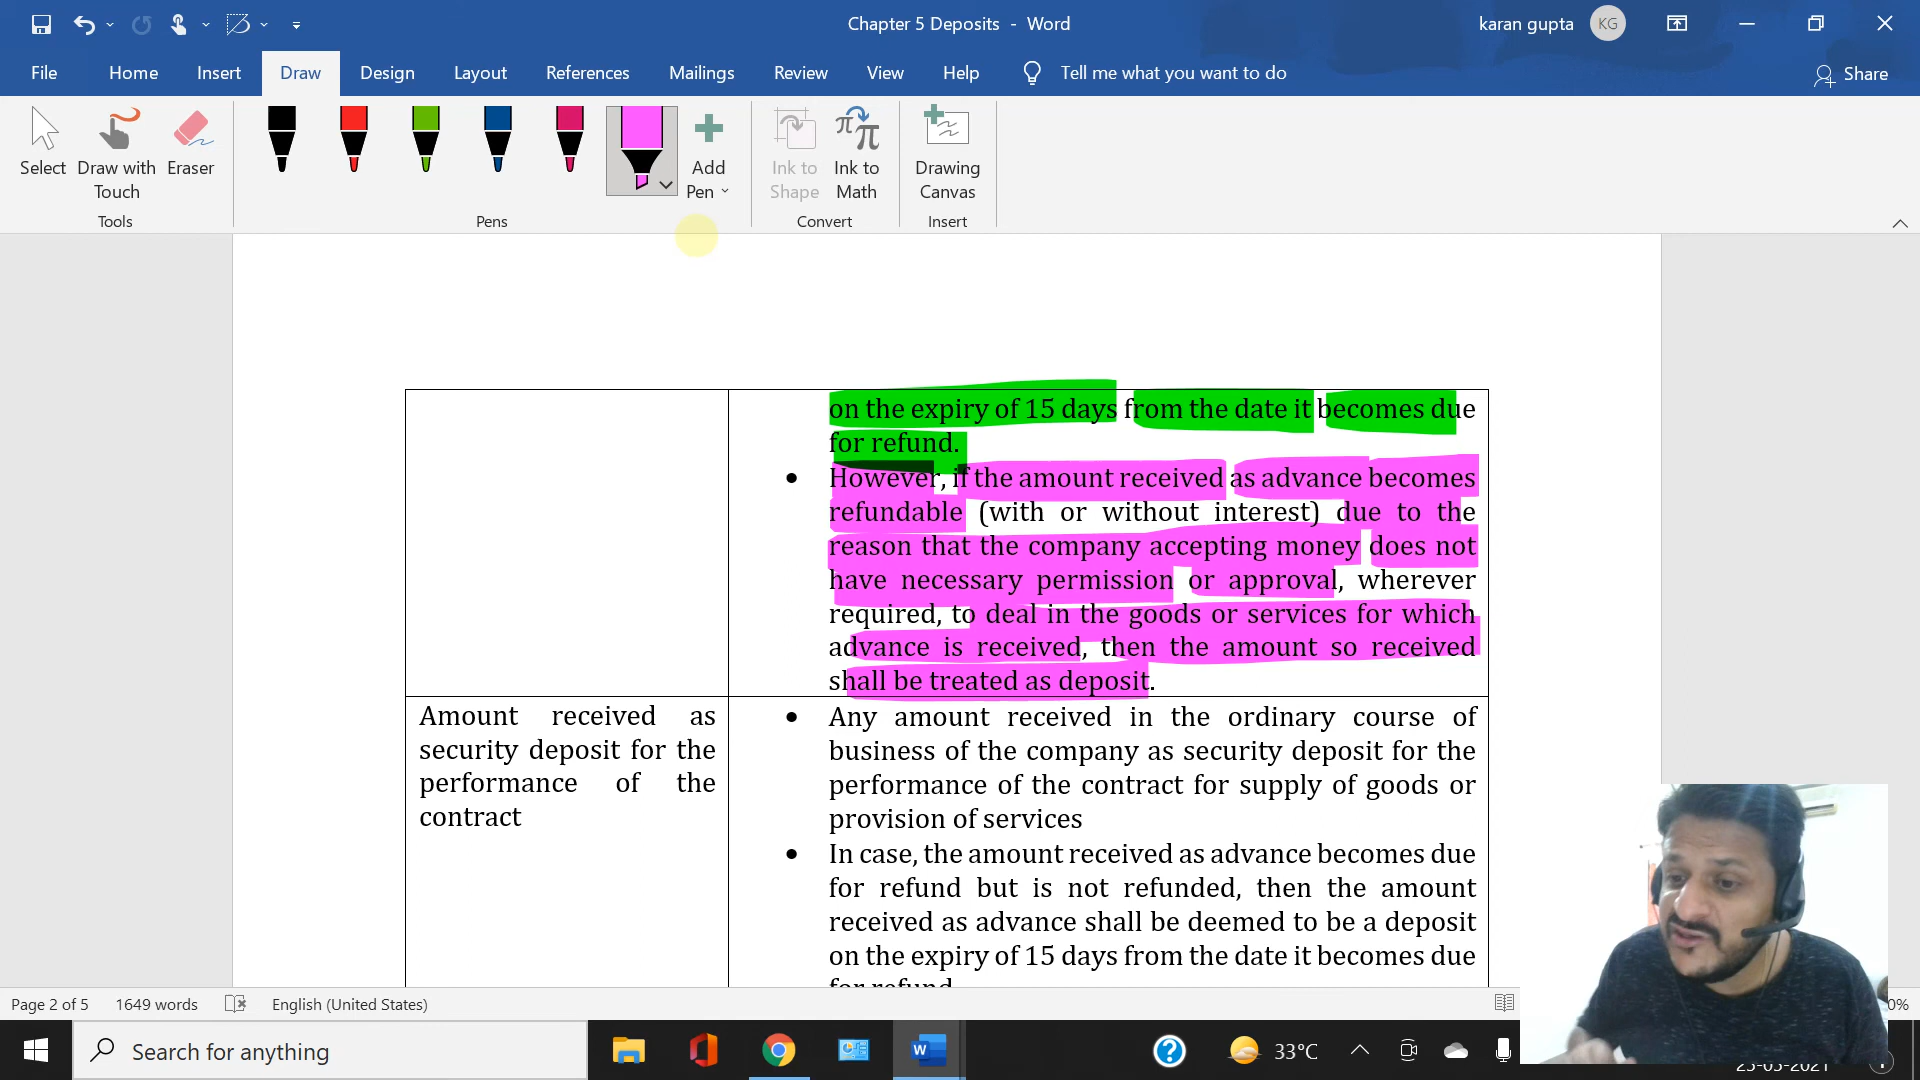 Chapter 5 Deposits - Word
karan gupta
KG
File
Home
Insert
Draw
Design
Layout
References
Mailings
Review
View
Help
Tell me what you want to do
Share
Select
Draw with
Touch
Eraser
Add
Pen
Ink to
Shape
Ink to
Math
Drawing
Canvas
Tools
Pens
Convert
Insert
on the expiry of 15 days from the date it becomes due
for refund.
• However, if the amount received as advance becomes
refundable (with or without interest) due to the
reason that the company accepting money does not
have necessary permission or approval, wherever
required, to deal in the goods or services for which
advance is received, then the amount so received
shall be treated as deposit.
Amount received as
security deposit for the
performance of the
contract
• Any amount received in the ordinary course of
business of the company as security deposit for the
performance of the contract for supply of goods or
provision of services
• In case, the amount received as advance becomes due
for refund but is not refunded, then the amount
received as advance shall be deemed to be a deposit
on the expiry of 15 days from the date it becomes due
for refund
Page 2 of 5
1649 words
English (United States)
0%
Search for anything
33°C